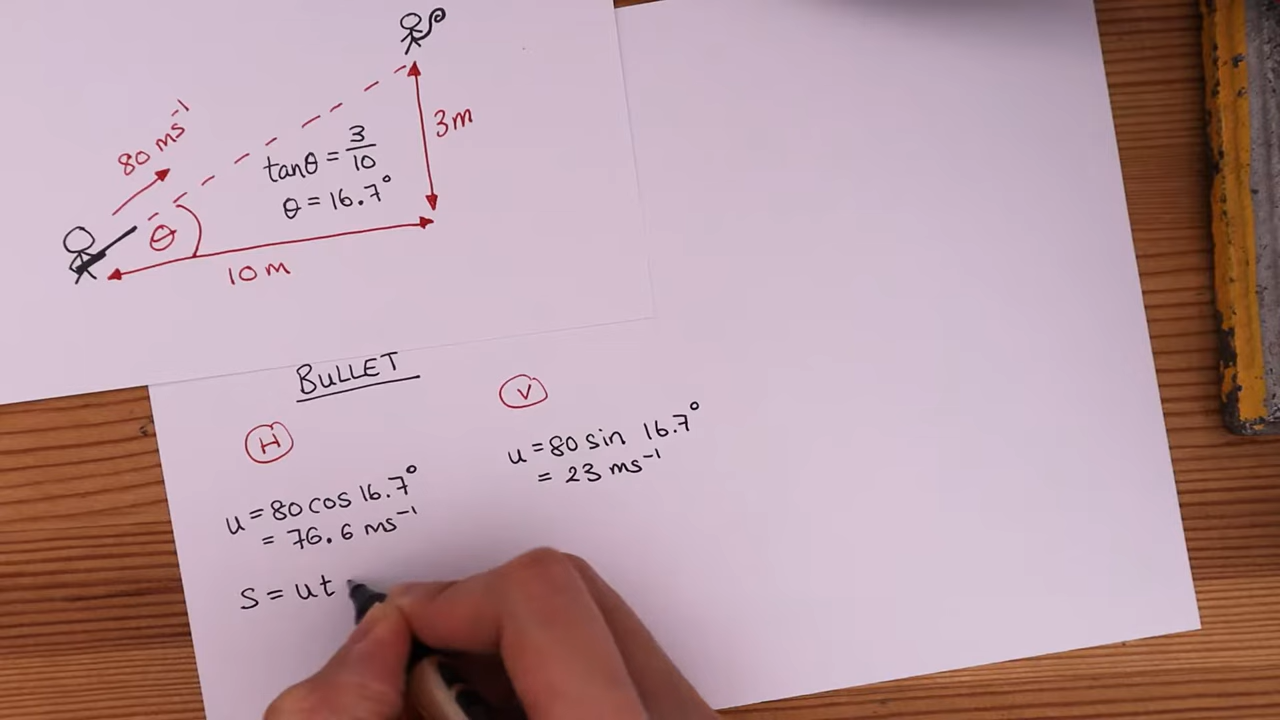 80 ms⁻¹
3m
tanθ = 3/10
θ = 16.7°
θ
10 m
BULLET
H
u = 80 cos 16.7°
= 76.6 ms⁻¹
s = ut
V
u = 80 sin 16.7°
= 23 ms⁻¹